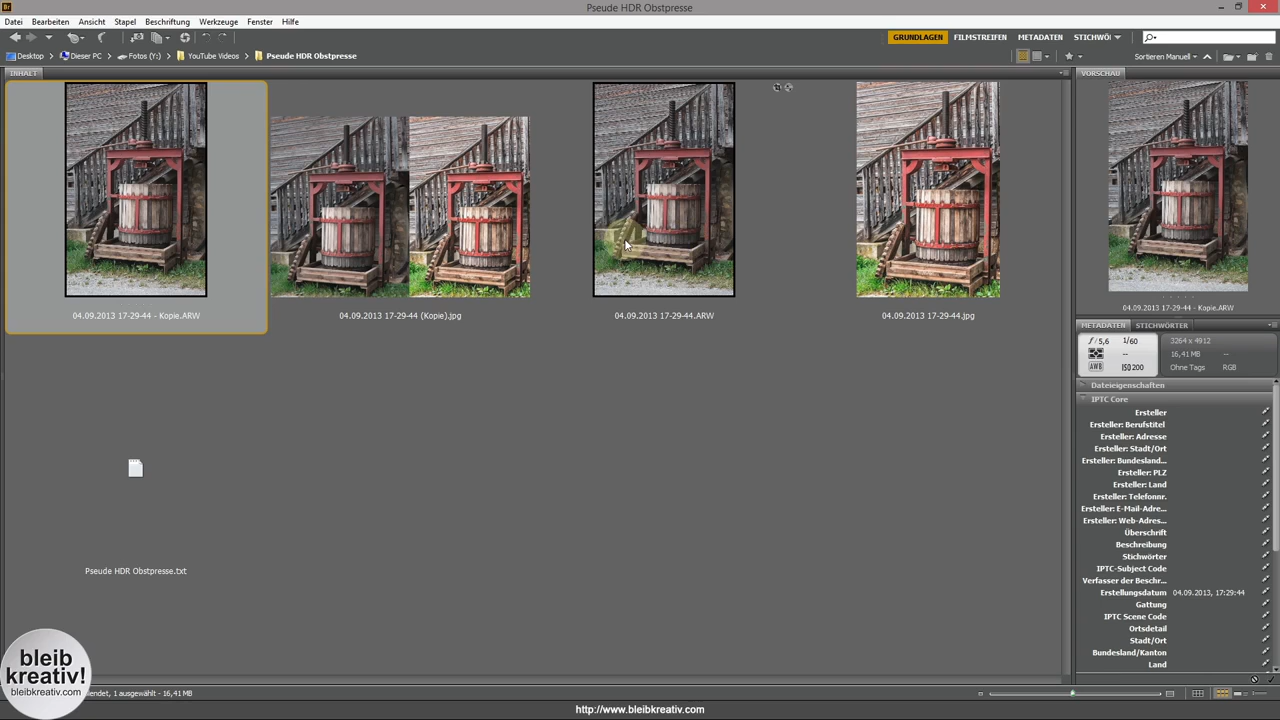 Br
Pseude HDR Obstpresse
Datei Bearbeiten Ansicht Stapel Beschriftung Werkzeuge Fenster Hilfe
GRUNDLAGEN FILMSTREIFEN METADATEN STICHWÖ
Desktop Dieser PC Fotos (Y:) YouTube Videos Pseude HDR Obstpresse
Sortieren Manuell
INHALT
VORSCHAU
04.09.2013 17-29-44 - Kopie.ARW
04.09.2013 17-29-44 (Kopie).jpg
04.09.2013 17-29-44.ARW
04.09.2013 17-29-44.jpg
04.09.2013 17-29-44 - Kopie.ARW
METADATEN STICHWÖRTER
f/ 5,6 1/60
--
AWB ISO 200
3264 x 4912
16,41 MB --
Ohne Tags RGB
Dateieigenschaften
IPTC Core
Ersteller
Ersteller: Berufstitel
Ersteller: Adresse
Ersteller: Stadt/Ort
Ersteller: Bundesland...
Ersteller: PLZ
Ersteller: Land
Ersteller: Telefonnr.
Ersteller: E-Mail-Adre...
Ersteller: Web-Adres...
Überschrift
Beschreibung
Stichwörter
IPTC-Subject Code
Verfasser der Beschr...
Erstellungsdatum 04.09.2013, 17:29:44
Gattung
IPTC Scene Code
Ortsdetail
Stadt/Ort
Bundesland/Kanton
Land
Pseude HDR Obstpresse.txt
bleib
kreativ!
bleibkreativ.com
endet, 1 ausgewählt - 16,41 MB
http://www.bleibkreativ.com